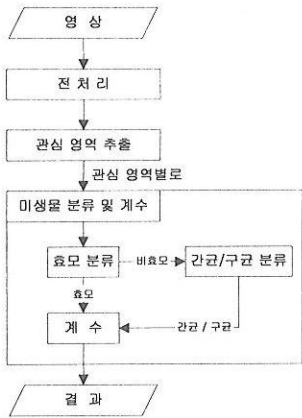 영 상
전 처 리
관심 영역 추출
관심 영역별로
미생물 분류 및 계수
효모 분류
비효모
간균/구균 분류
효모
계 수
간균 / 구균
결 과